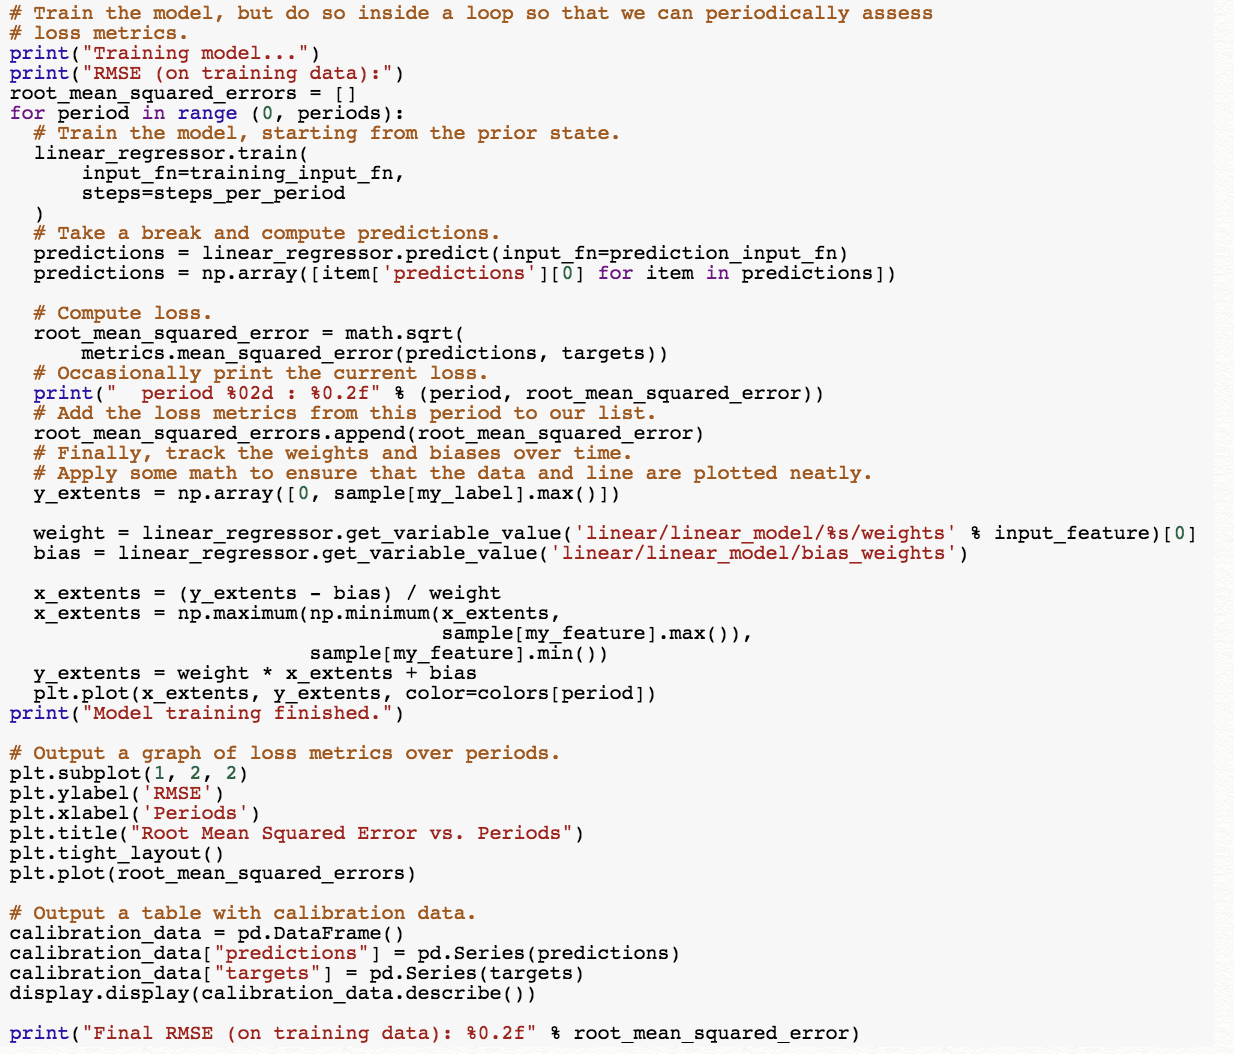 # Train the model, but do so inside a loop so that we can periodically assess
# loss metrics.
print("Training model...")
print("RMSE (on training data):")
root_mean_squared_errors = []
for period in range (0, periods):
  # Train the model, starting from the prior state.
  linear_regressor.train(
      input_fn=training_input_fn,
      steps=steps_per_period
  )
  # Take a break and compute predictions.
  predictions = linear_regressor.predict(input_fn=prediction_input_fn)
  predictions = np.array([item['predictions'][0] for item in predictions])

  # Compute loss.
  root_mean_squared_error = math.sqrt(
      metrics.mean_squared_error(predictions, targets))
  # Occasionally print the current loss.
  print("  period %02d : %0.2f" % (period, root_mean_squared_error))
  # Add the loss metrics from this period to our list.
  root_mean_squared_errors.append(root_mean_squared_error)
  # Finally, track the weights and biases over time.
  # Apply some math to ensure that the data and line are plotted neatly.
  y_extents = np.array([0, sample[my_label].max()])

  weight = linear_regressor.get_variable_value('linear/linear_model/%s/weights' % input_feature)[0]
  bias = linear_regressor.get_variable_value('linear/linear_model/bias_weights')

  x_extents = (y_extents - bias) / weight
  x_extents = np.maximum(np.minimum(x_extents,
                                    sample[my_feature].max()),
                         sample[my_feature].min())
  y_extents = weight * x_extents + bias
  plt.plot(x_extents, y_extents, color=colors[period])
print("Model training finished.")

# Output a graph of loss metrics over periods.
plt.subplot(1, 2, 2)
plt.ylabel('RMSE')
plt.xlabel('Periods')
plt.title("Root Mean Squared Error vs. Periods")
plt.tight_layout()
plt.plot(root_mean_squared_errors)

# Output a table with calibration data.
calibration_data = pd.DataFrame()
calibration_data["predictions"] = pd.Series(predictions)
calibration_data["targets"] = pd.Series(targets)
display.display(calibration_data.describe())

print("Final RMSE (on training data): %0.2f" % root_mean_squared_error)